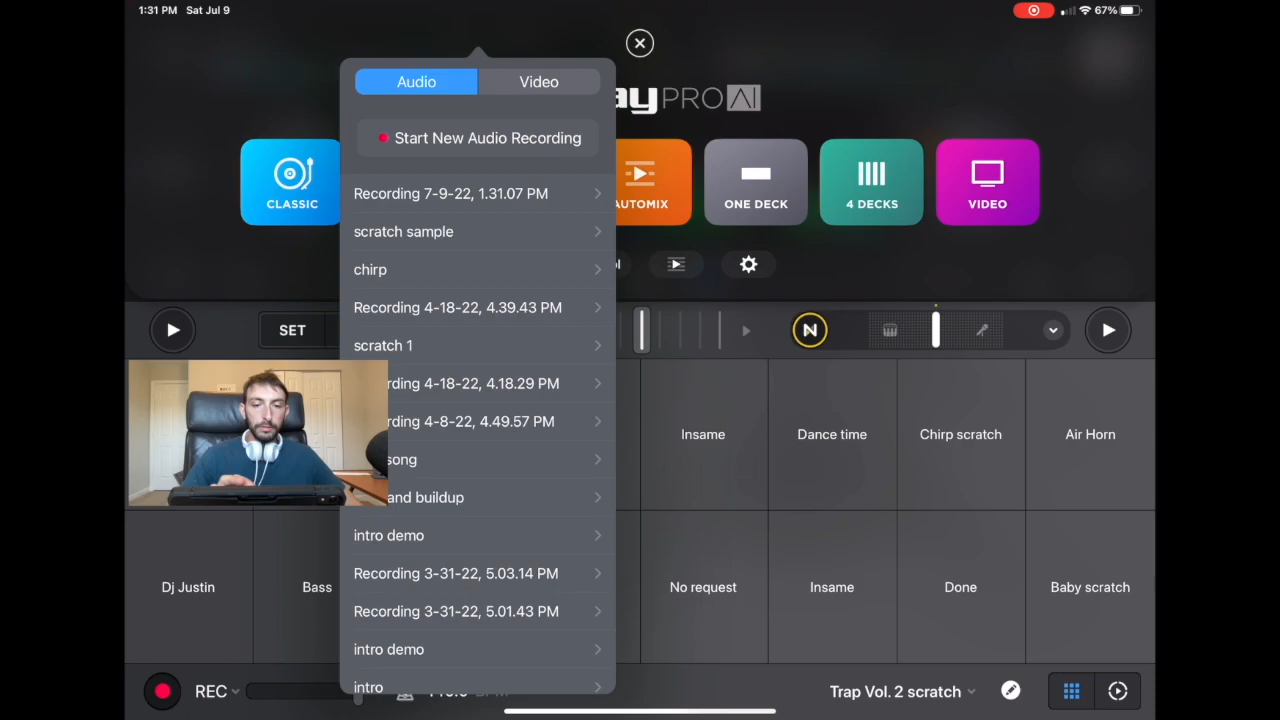 1:31 PM Sat Jul 9
67%
Audio Video
PRO AI
Start New Audio Recording
Recording 7-9-22, 1.31.07 PM
scratch sample
chirp
Recording 4-18-22, 4.39.43 PM
scratch 1
rding 4-18-22, 4.18.29 PM
rding 4-8-22, 4.49.57 PM
song
and buildup
intro demo
Recording 3-31-22, 5.03.14 PM
Recording 3-31-22, 5.01.43 PM
intro demo
intro
CLASSIC
AUTOMIX
ONE DECK
4 DECKS
VIDEO
SET
N
Insame
Dance time
Chirp scratch
Air Horn
Dj Justin
Bass
No request
Insame
Done
Baby scratch
REC
Trap Vol. 2 scratch